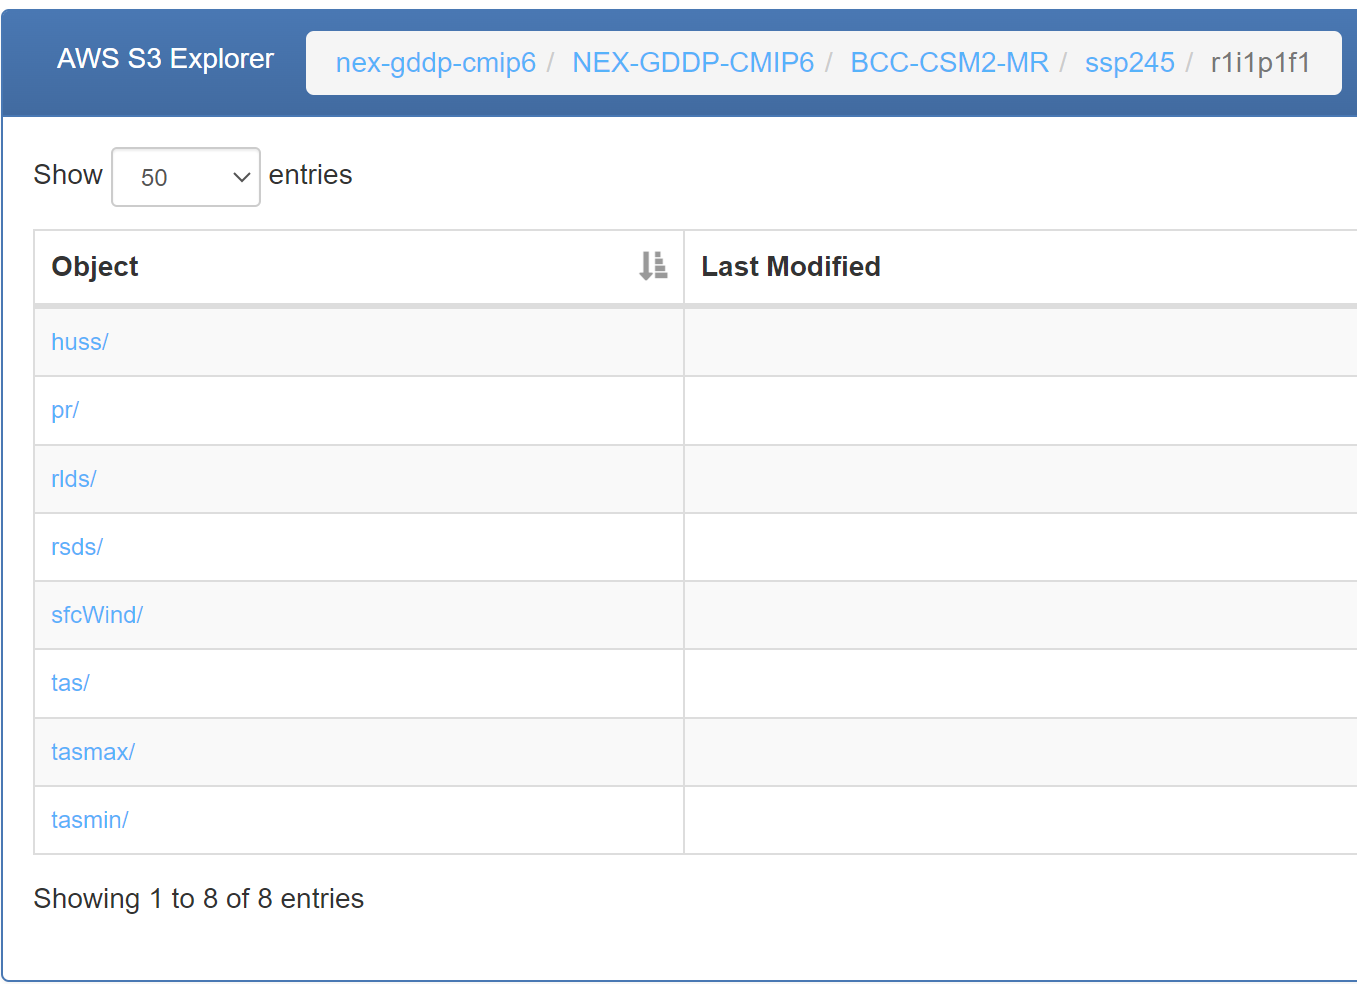 AWS S3 Explorer nex-gddp-cmip6 / NEX-GDDP-CMIP6 / BCC-CSM2-MR / ssp245 / r1i1p1f1
Show 50 entries
Object Last Modified
huss/
pr/
rlds/
rsds/
sfcWind/
tas/
tasmax/
tasmin/
Showing 1 to 8 of 8 entries